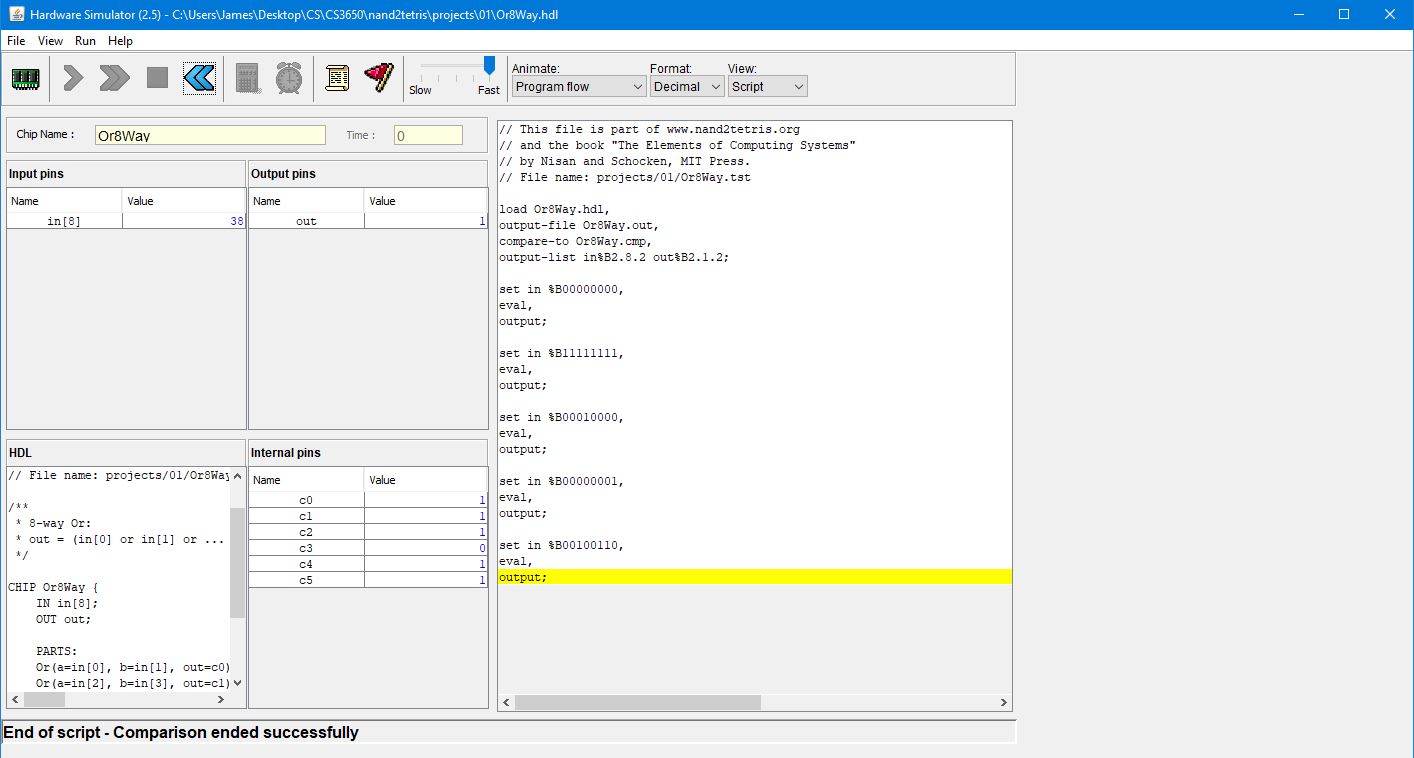 Hardware Simulator (2.5) - C:\Users\James\Desktop\CS\CS3650\nand2tetris\projects\01\Or8Way.hdl
File View Run Help
Slow Fast
Animate: Format: View:
Program flow Decimal Script
Chip Name : Or8Way Time : 0
Input pins
Name Value
in[8] 38
Output pins
Name Value
out 1
HDL
// File name: projects/01/Or8Way
/**
* 8-way Or:
* out = (in[0] or in[1] or ...
*/
CHIP Or8Way {
IN in[8];
OUT out;
PARTS:
Or(a=in[0], b=in[1], out=c0)
Or(a=in[2], b=in[3], out=c1)
Internal pins
Name Value
c0 1
c1 1
c2 1
c3 0
c4 1
c5 1
// This file is part of www.nand2tetris.org
// and the book "The Elements of Computing Systems"
// by Nisan and Schocken, MIT Press.
// File name: projects/01/Or8Way.tst
load Or8Way.hdl,
output-file Or8Way.out,
compare-to Or8Way.cmp,
output-list in%B2.8.2 out%B2.1.2;
set in %B00000000,
eval,
output;
set in %B11111111,
eval,
output;
set in %B00010000,
eval,
output;
set in %B00000001,
eval,
output;
set in %B00100110,
eval,
output;
End of script - Comparison ended successfully